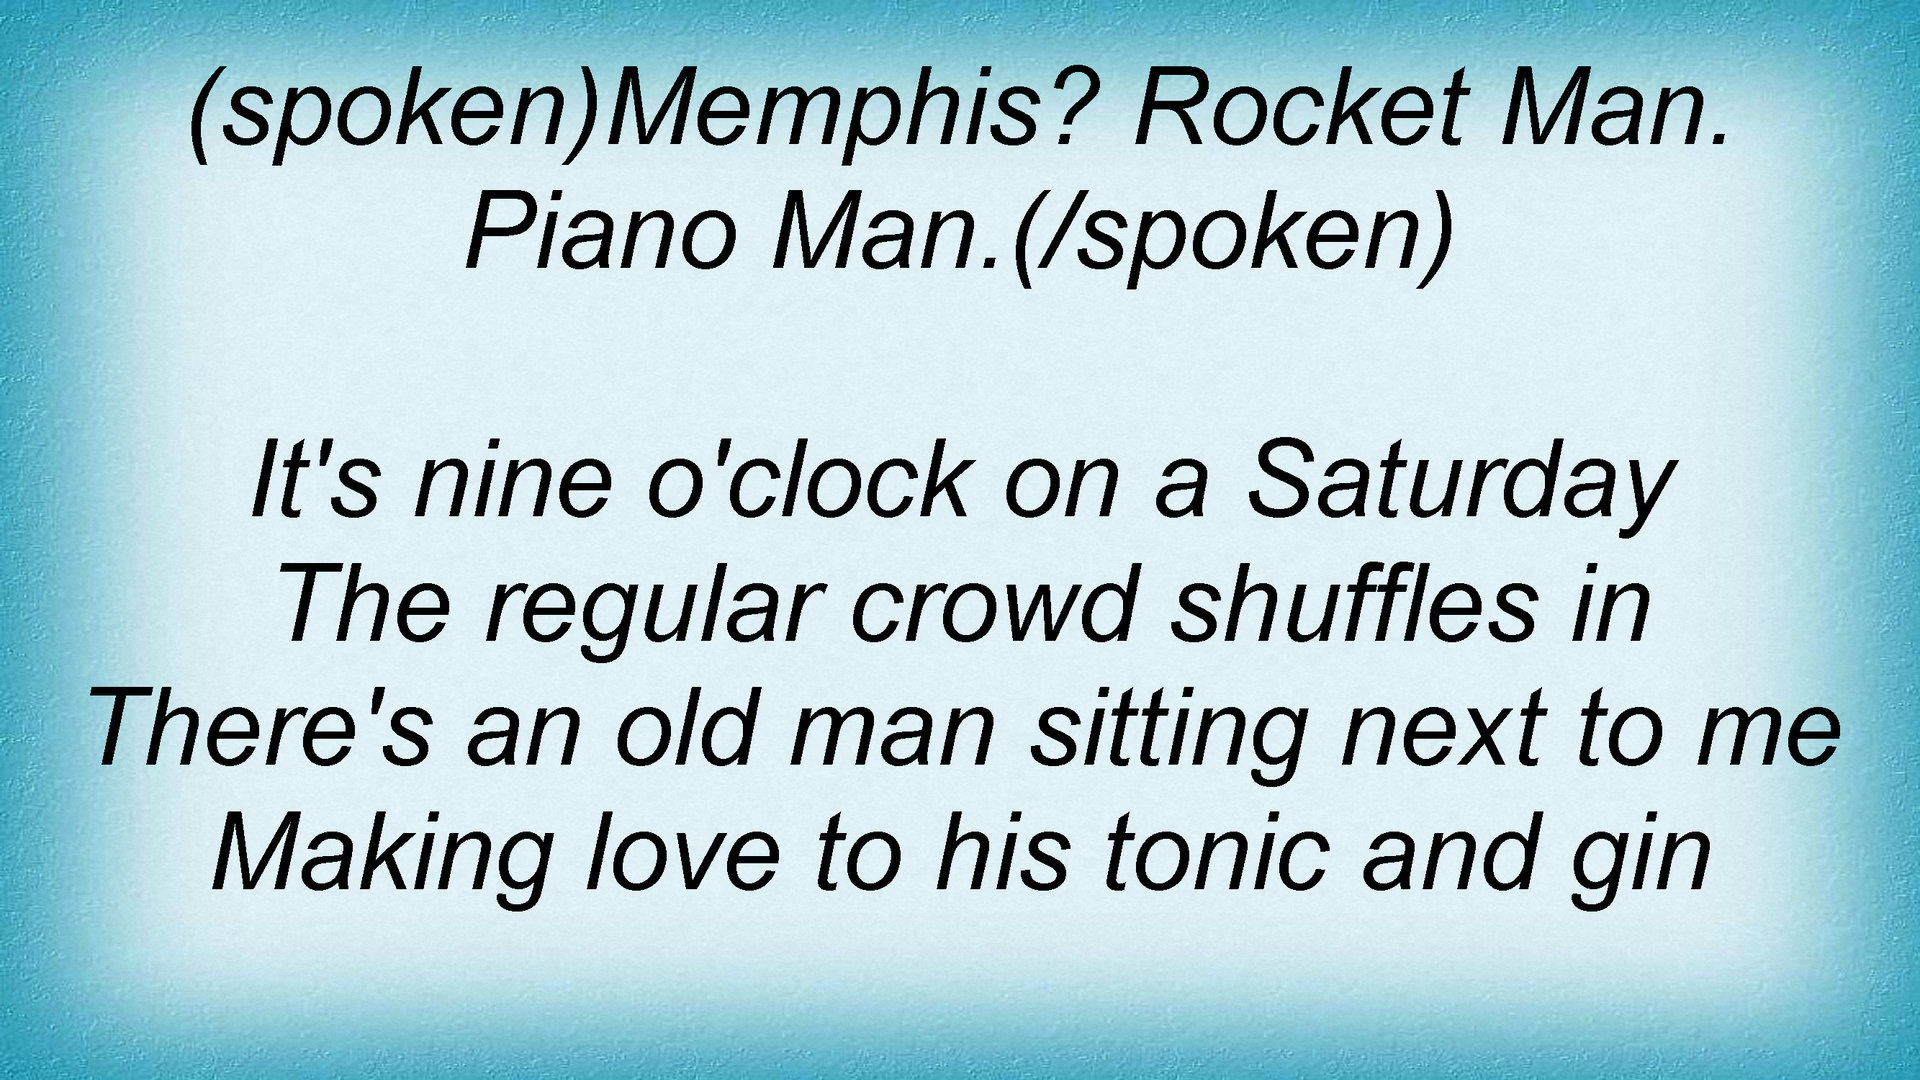 (spoken)Memphis? Rocket Man.
Piano Man.(/spoken)
It's nine o'clock on a Saturday
The regular crowd shuffles in
There's an old man sitting next to me
Making love to his tonic and gin